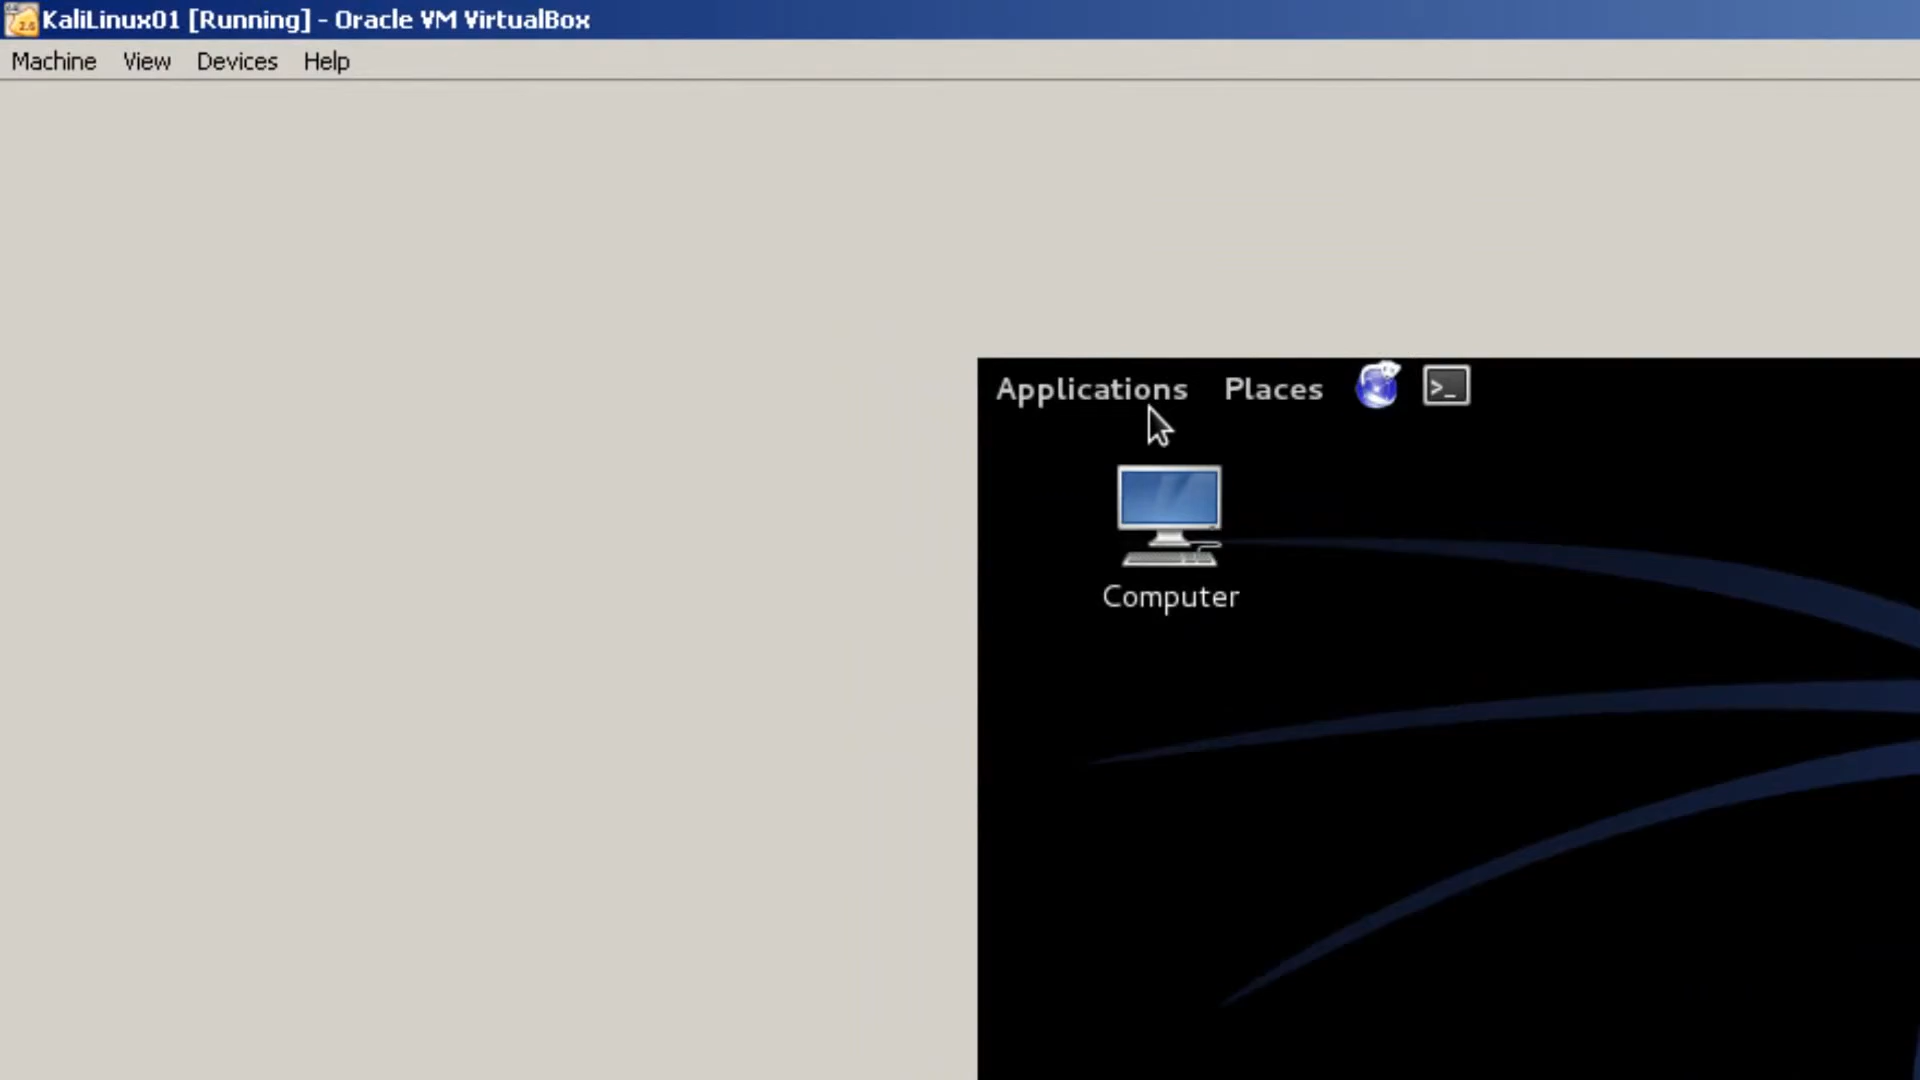 KaliLinux01 [Running] - Oracle VM VirtualBox
Machine View Devices Help
Applications Places >_
Computer